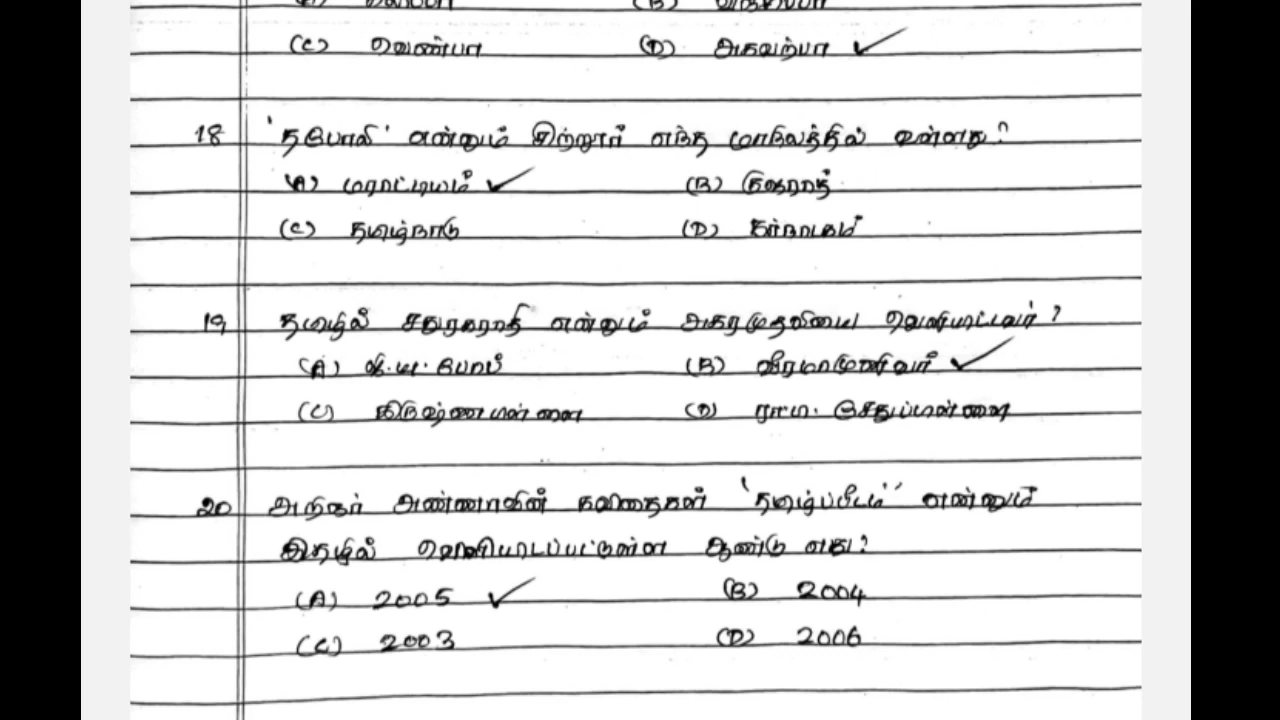 (C) வெண்பா (D) அகவற்பா ✓
18 'தபோலி' என்னும் சிற்றூர் எந்த மாநிலத்தில் உள்ளது?
(A) மராட்டியம் ✓ (B) குஜராத்
(C) தமிழ்நாடு (D) கர்நாடகம்
19 தமிழில் சதுரகராதி என்னும் அகரமுதலியை வெளியிட்டவர்?
(A) ஜி.யு. போப் (B) வீரமாமுனிவர் ✓
(C) (D) ரா.பி. சேதுப்பிள்ளை
20 அறிஞர் அண்ணாவின் கவிதைகள் 'தமிழ்ப்பீடம்' என்னும்
இதழில் வெளியிடப்பட்டுள்ள ஆண்டு எது?
(A) 2005 ✓ (B) 2004
(C) 2003 (D) 2006